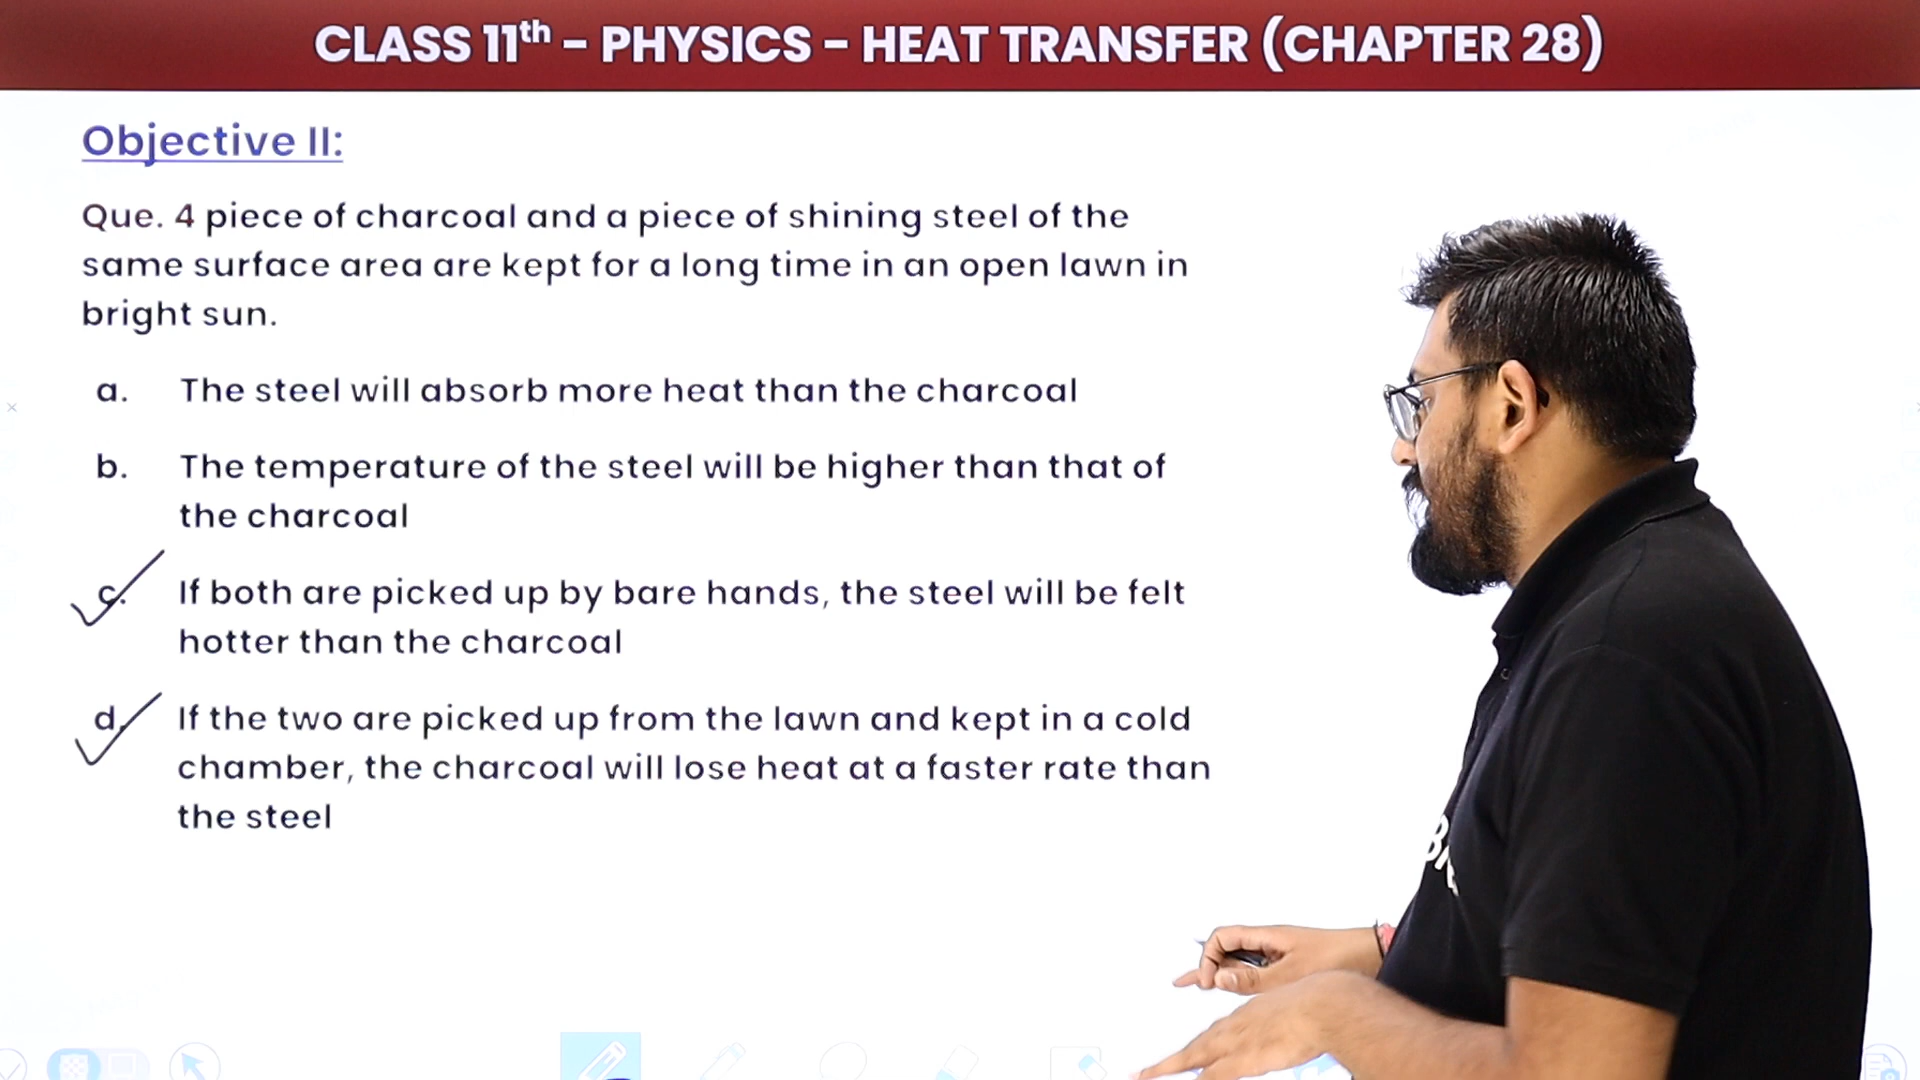 CLASS 11th - PHYSICS - HEAT TRANSFER (CHAPTER 28)
Objective II:
Que. 4 piece of charcoal and a piece of shining steel of the
same surface area are kept for a long time in an open lawn in
bright sun.
a. The steel will absorb more heat than the charcoal
b. The temperature of the steel will be higher than that of
the charcoal
c. If both are picked up by bare hands, the steel will be felt
hotter than the charcoal
d. If the two are picked up from the lawn and kept in a cold
chamber, the charcoal will lose heat at a faster rate than
the steel